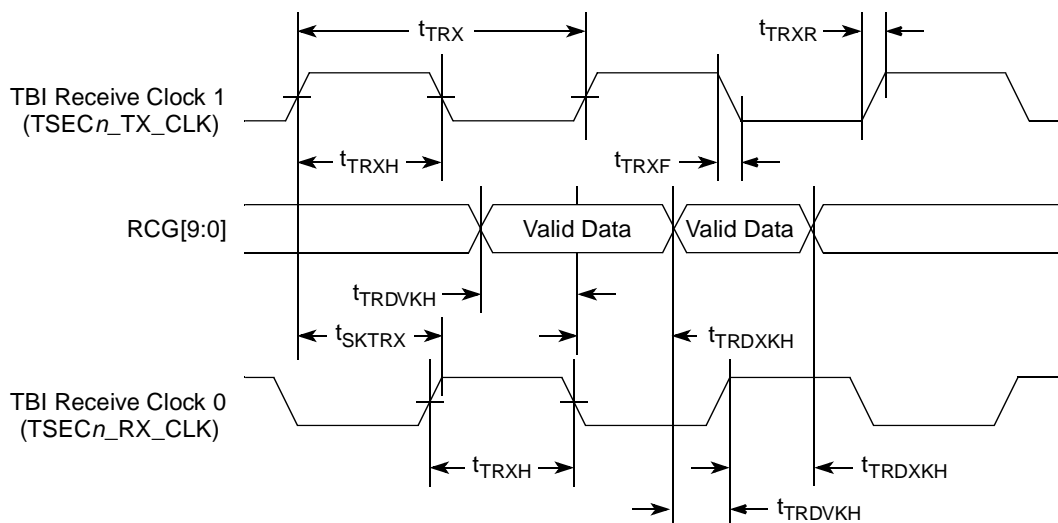 tTRX
tTRXR
TBI Receive Clock 1
(TSECn_TX_CLK)
tTRXH
tTRXF
RCG[9:0]
Valid Data
Valid Data
tTRDVKH
tSKTRX
tTRDXKH
TBI Receive Clock 0
(TSECn_RX_CLK)
tTRXH
tTRDXKH
tTRDVKH